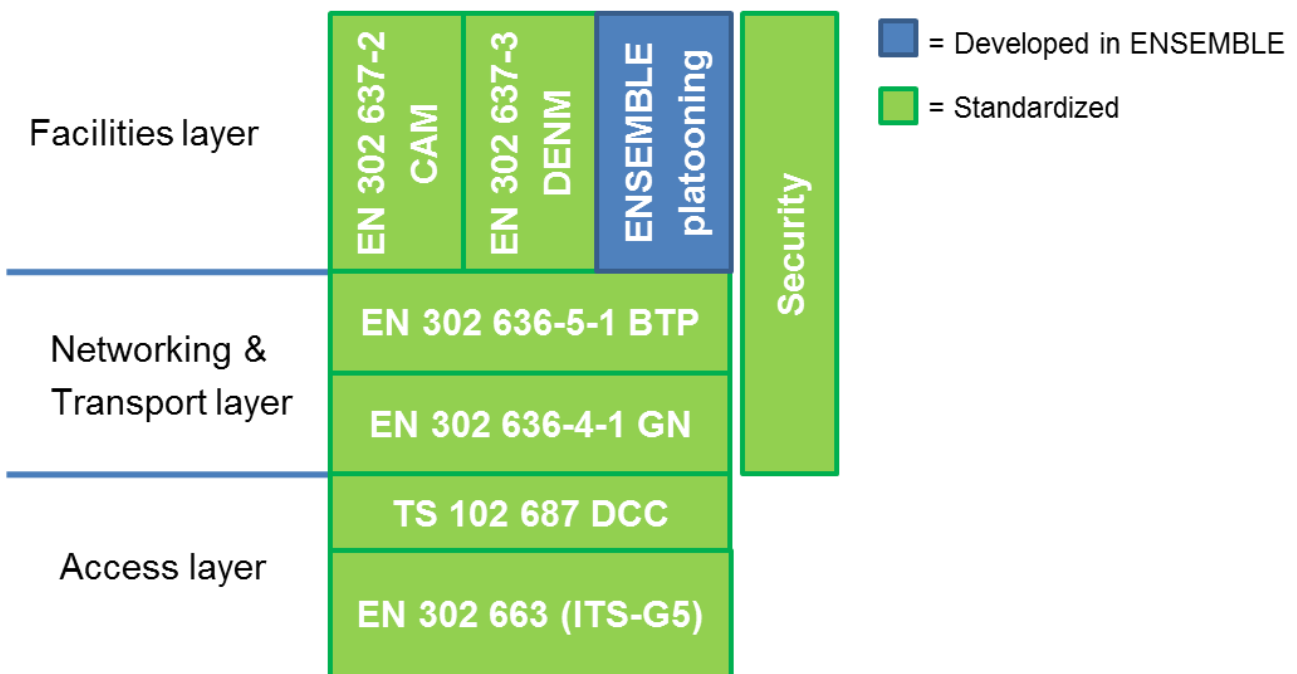 Facilities layer
EN 302 637-2
CAM
EN 302 637-3
DENM
ENSEMBLE
platooning
Security
= Developed in ENSEMBLE
= Standardized
Networking &
Transport layer
EN 302 636-5-1 BTP
EN 302 636-4-1 GN
Access layer
TS 102 687 DCC
EN 302 663 (ITS-G5)